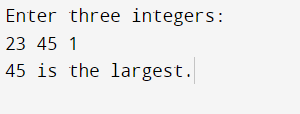 Enter three integers:
23 45 1
45 is the largest.